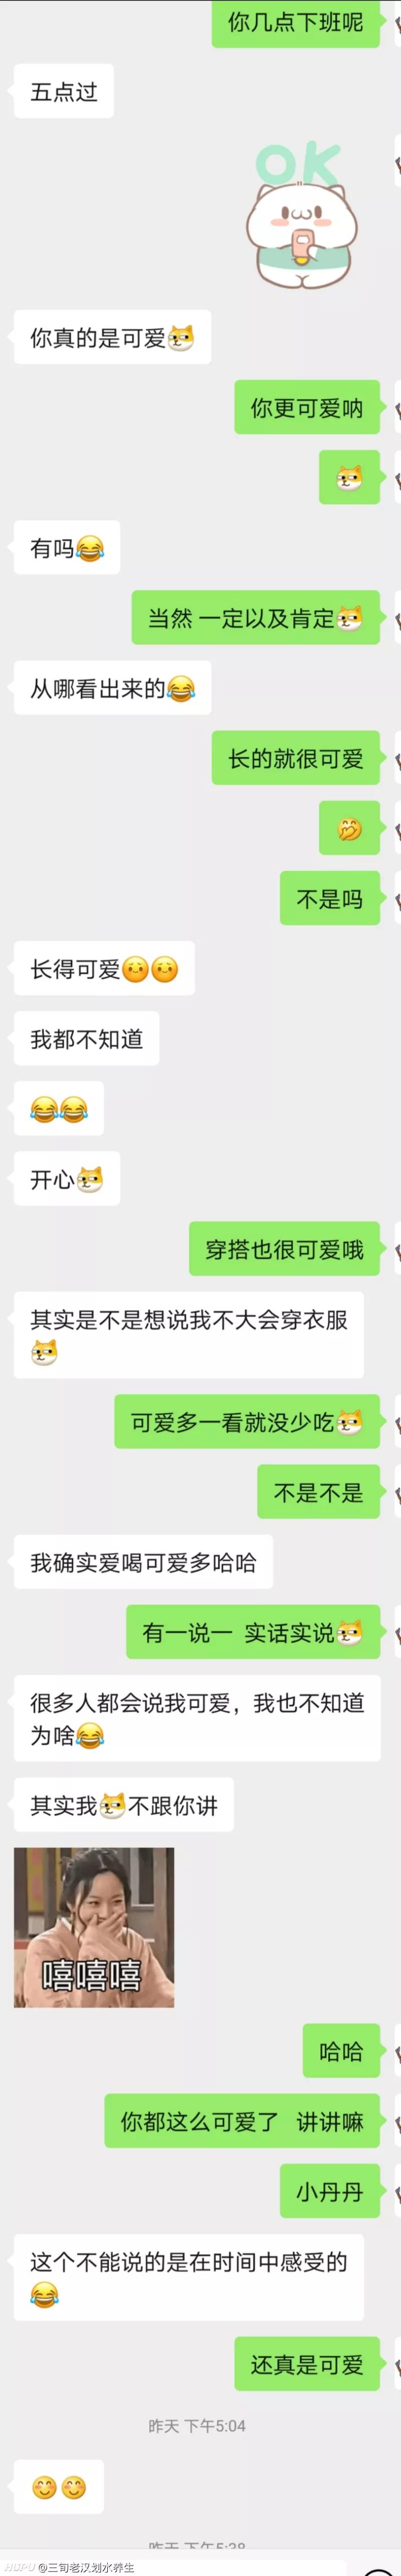 你几点下班呢
五点过
OK
你真的是可爱
你更可爱呐
有吗
当然 一定以及肯定
从哪看出来的
长的就很可爱
不是吗
长得可爱
我都不知道
开心
穿搭也很可爱哦
其实是不是想说我不大会穿衣服
可爱多一看就没少吃
不是不是
我确实爱喝可爱多哈哈
有一说一 实话实说
很多人都会说我可爱，我也不知道
为啥
其实我不跟你讲
嘻嘻嘻
哈哈
你都这么可爱了 讲讲嘛
小丹丹
这个不能说的是在时间中感受的
还真是可爱
昨天 下午5:04
昨天 下午5:38
HUPU @三旬老汉划水养生